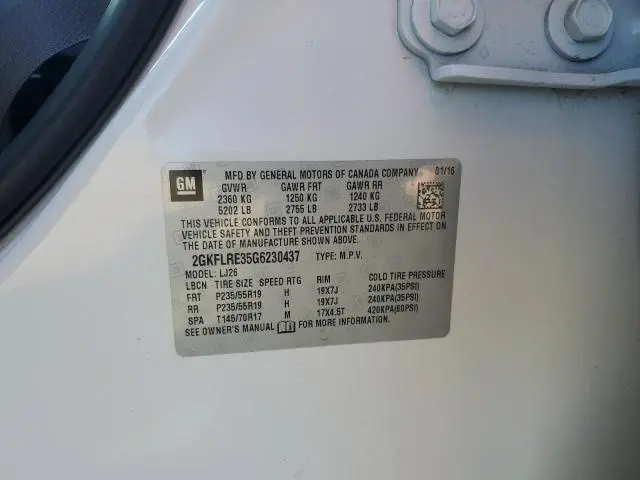 GM
MFD BY GENERAL MOTORS OF CANADA COMPANY 01/16
GVWR GAWR FRT GAWR RR
2360 KG 1250 KG 1240 KG
5202 LB 2755 LB 2733 LB
THIS VEHICLE CONFORMS TO ALL APPLICABLE U.S. FEDERAL MOTOR
VEHICLE SAFETY AND THEFT PREVENTION STANDARDS IN EFFECT ON
THE DATE OF MANUFACTURE SHOWN ABOVE.
2GKFLRE35G6230437 TYPE: M.P.V.
MODEL: LJ26
LBCN TIRE SIZE SPEED RTG RIM COLD TIRE PRESSURE
FRT P235/55R19 H 19X7J 240KPA(35PSI)
RR P235/55R19 H 19X7J 240KPA(35PSI)
SP T145/70R17 M 17X4.5T 420KPA(60PSI)
SEE OWNER'S MANUAL FOR MORE INFORMATION.